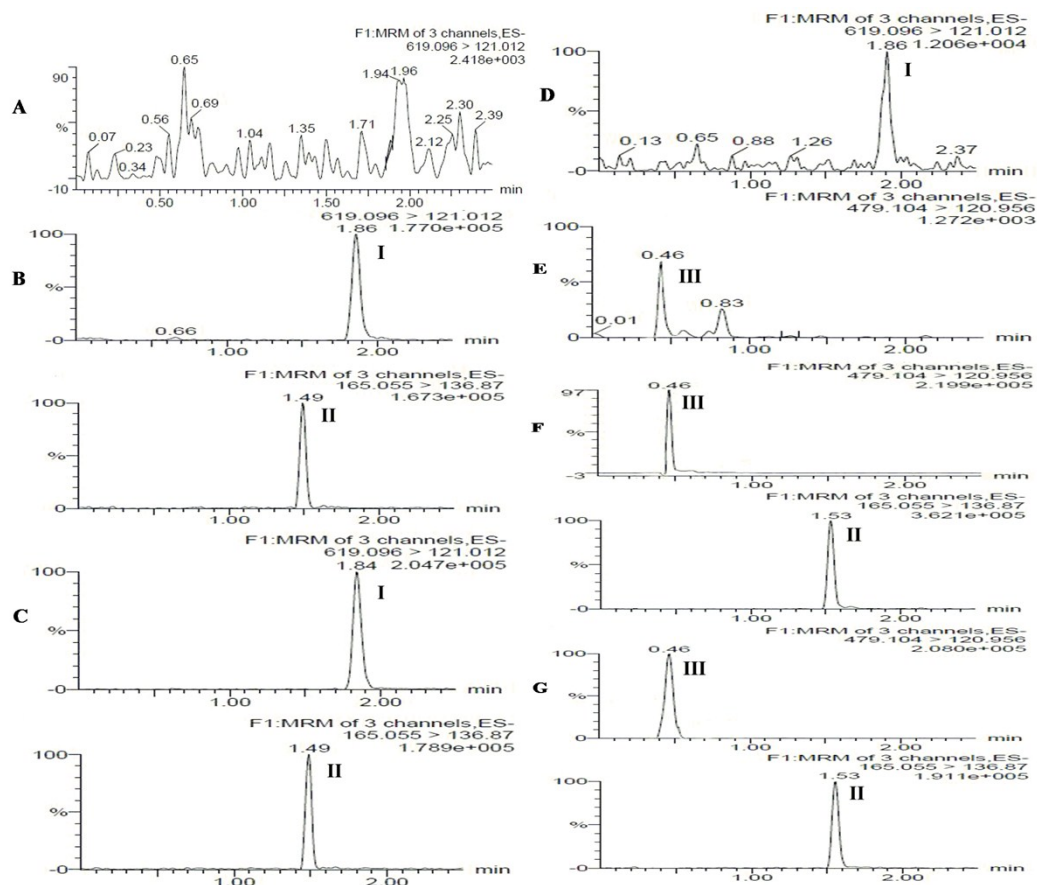 F1:MRM of 3 channels,ES-
619.096 > 121.012
2.418e+003
A
90
%
-10
0.07
0.23
0.34
0.56
0.65
0.69
1.04
1.35
1.71
1.94
1.96
2.12
2.25
2.30
2.39
0.50 1.00 1.50 2.00 min
619.096 > 121.012
1.86 1.770e+005
B
I
100
%
-0
0.66
1.00 2.00 min
F1:MRM of 3 channels,ES-
165.055 > 136.87
1.673e+005
1.49
II
100
%
0
1.00 2.00 min
F1:MRM of 3 channels,ES-
619.096 > 121.012
1.84 2.047e+005
C
I
100
%
-0
1.00 2.00 min
F1:MRM of 3 channels,ES-
165.055 > 136.87
1.789e+005
1.49
II
100
%
-0
1.00 2.00 min
F1:MRM of 3 channels,ES-
619.096 > 121.012
1.86 1.206e+004
D
I
100
%
0
0.13
0.65
0.88
1.26
2.37
1.00 2.00 min
F1:MRM of 3 channels,ES-
479.104 > 120.956
1.272e+003
E
III
100
%
0
0.01
0.46
0.83
1.00 2.00 min
F1:MRM of 3 channels,ES-
479.104 > 120.956
2.199e+005
0.46
F
III
97
%
-3
1.00 2.00 min
F1:MRM of 3 channels,ES-
165.055 > 136.87
1.53 3.621e+005
II
100
%
-0
1.00 2.00 min
F1:MRM of 3 channels,ES-
479.104 > 120.956
0.46 2.080e+005
G
III
100
%
0
1.00 2.00 min
F1:MRM of 3 channels,ES-
165.055 > 136.87
1.53 1.911e+005
II
100
%
-0
1.00 2.00 min